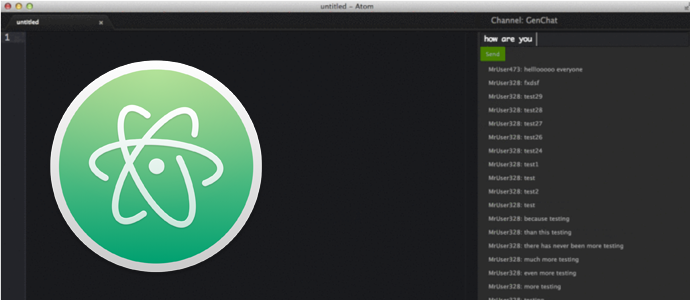 untitled - Atom
untitled ×
Channel: GenChat
1
how are you
Send
MrUser473: helliooooo everyone
MrUser328: fsdsf
MrUser328: test29
MrUser328: test28
MrUser328: test27
MrUser328: test26
MrUser328: test24
MrUser328: test1
MrUser328: test
MrUser328: test2
MrUser328: test
MrUser328: because testing
MrUser328: than this testing
MrUser328: there has never been more testing
MrUser328: much more testing
MrUser328: even more testing
MrUser328: more testing
MrUser328: testing